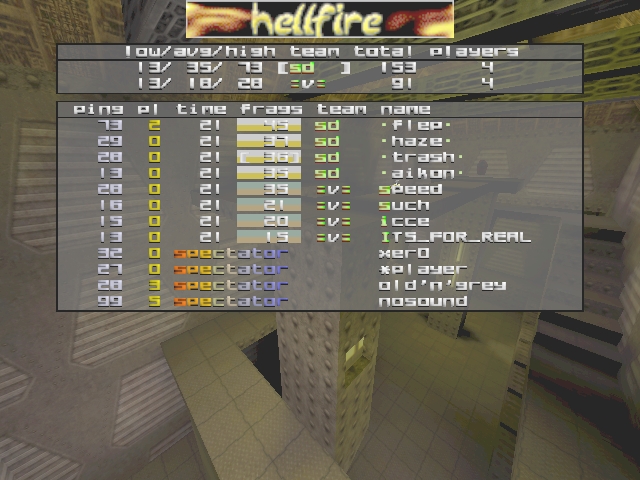 hellfire
low/avg/high team total players
13/ 35/ 73 [sd ] 153 4
13/ 18/ 28 =v= 91 4
ping pl time frags team name
73 2 21 45 sd ·flep·
29 0 21 37 sd ·haze·
28 0 21 [ 36] sd ·trash·
13 0 21 35 sd ·aikon·
28 0 21 35 =v= speed
16 0 21 21 =v= such
15 0 21 20 =v= icce
13 0 21 15 =v= ITS_FOR_REAL
32 0 spectator xer0
27 0 spectator *player
28 3 spectator old'n'grey
99 5 spectator nosound